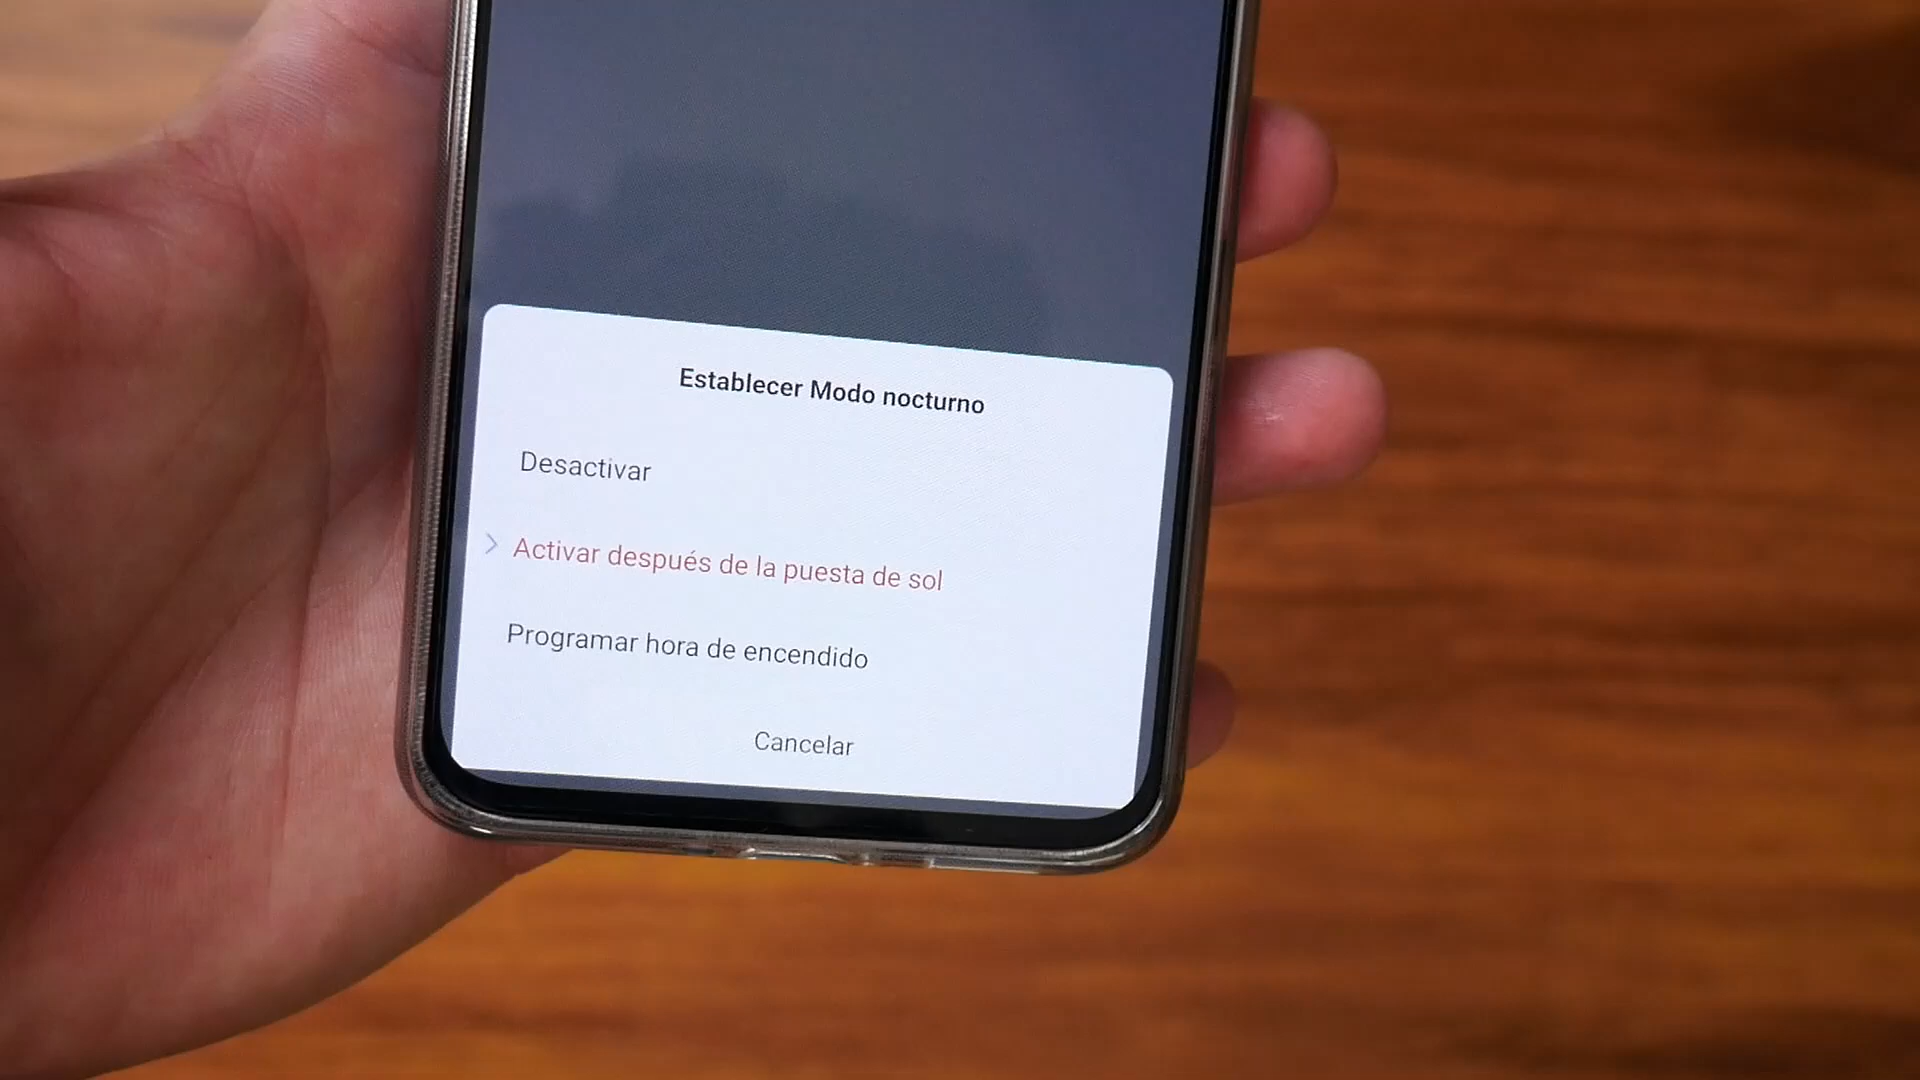 Establecer Modo nocturno
Desactivar
Activar después de la puesta de sol
Programar hora de encendido
Cancelar